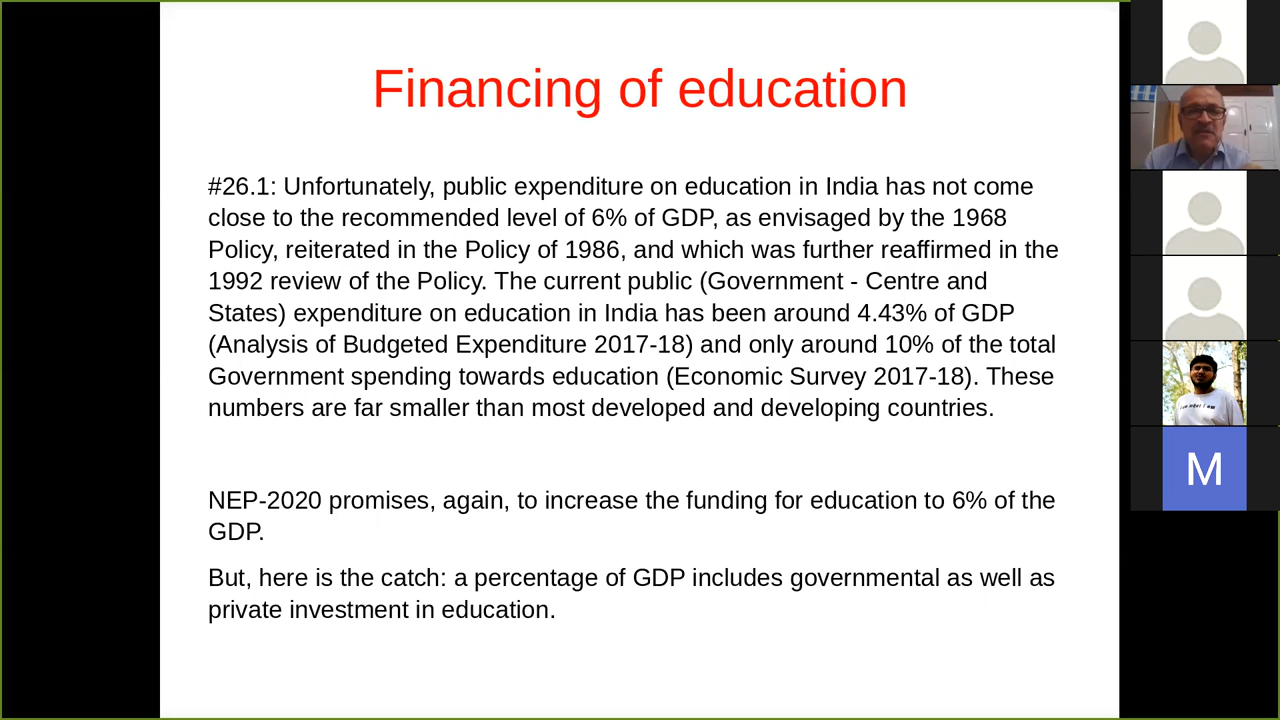 Financing of education
#26.1: Unfortunately, public expenditure on education in India has not come
close to the recommended level of 6% of GDP, as envisaged by the 1968
Policy, reiterated in the Policy of 1986, and which was further reaffirmed in the
1992 review of the Policy. The current public (Government - Centre and
States) expenditure on education in India has been around 4.43% of GDP
(Analysis of Budgeted Expenditure 2017-18) and only around 10% of the total
Government spending towards education (Economic Survey 2017-18). These
numbers are far smaller than most developed and developing countries.
NEP-2020 promises, again, to increase the funding for education to 6% of the
GDP.
But, here is the catch: a percentage of GDP includes governmental as well as
private investment in education.
M